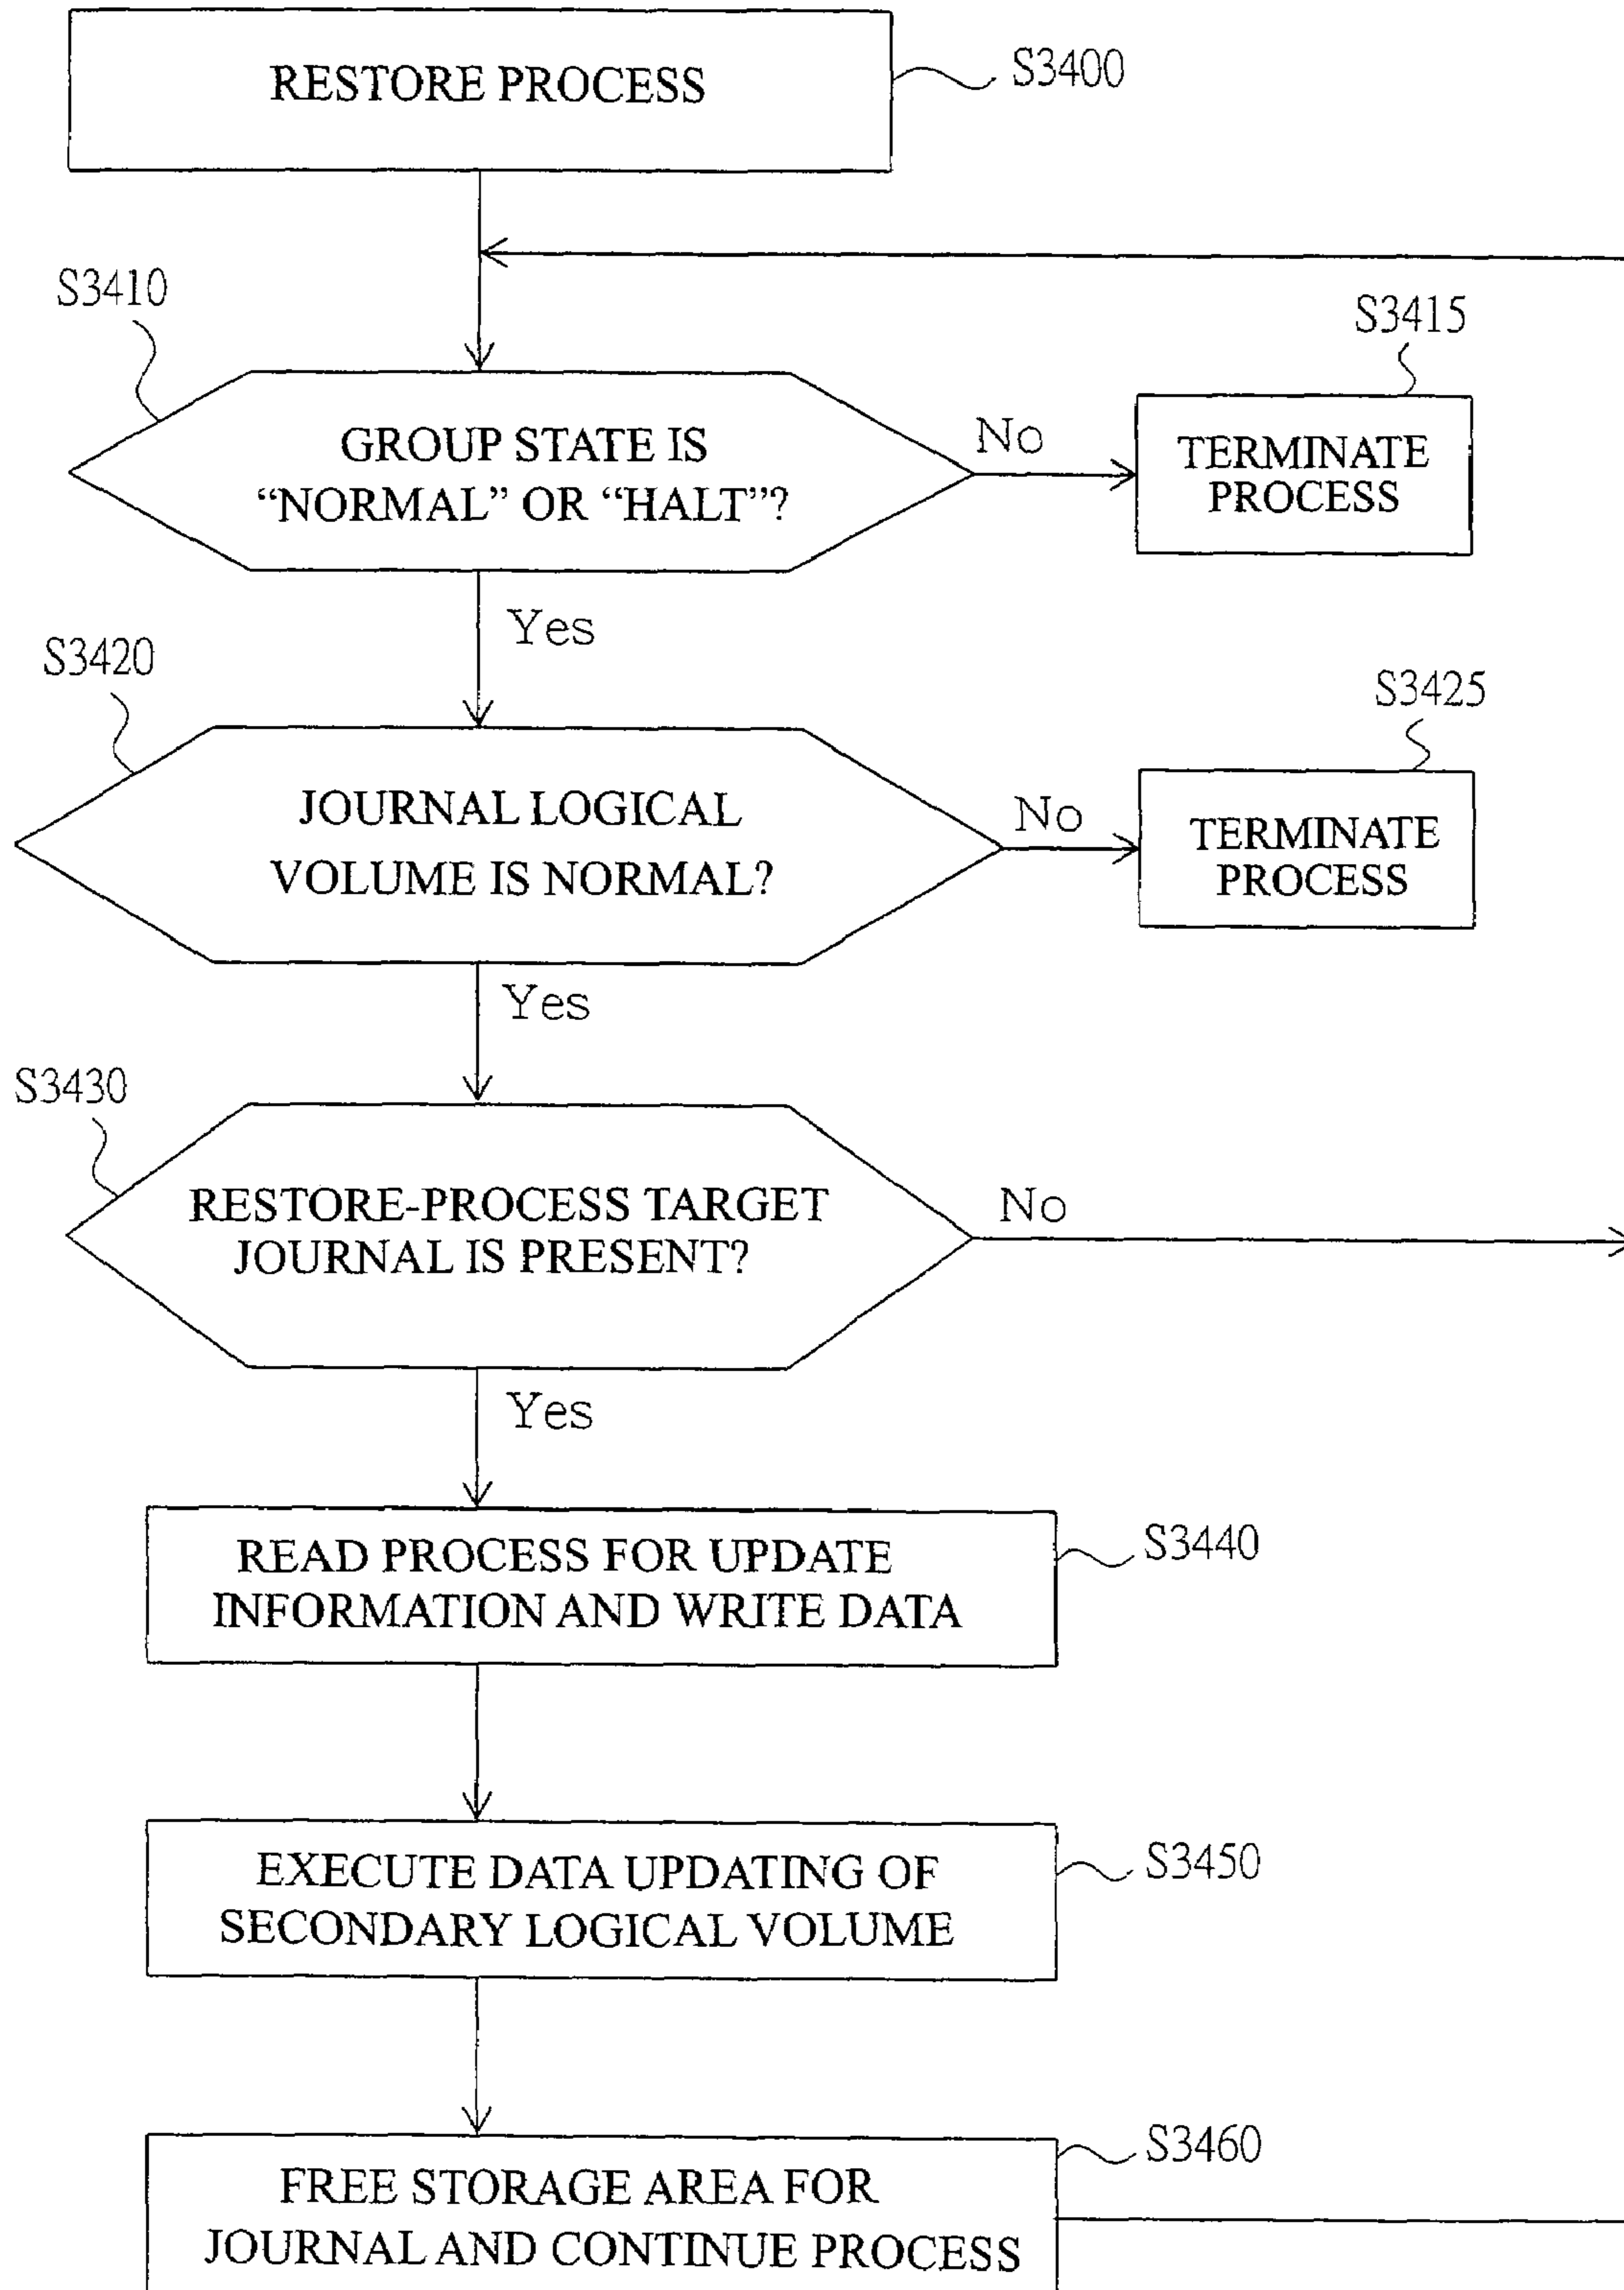 RESTORE PROCESS
S3400
S3410
GROUP STATE IS
“NORMAL” OR “HALT”?
No
S3415
TERMINATE
PROCESS
Yes
S3420
JOURNAL LOGICAL
VOLUME IS NORMAL?
No
S3425
TERMINATE
PROCESS
Yes
S3430
RESTORE-PROCESS TARGET
JOURNAL IS PRESENT?
No
Yes
READ PROCESS FOR UPDATE
INFORMATION AND WRITE DATA
S3440
EXECUTE DATA UPDATING OF
SECONDARY LOGICAL VOLUME
S3450
FREE STORAGE AREA FOR
JOURNAL AND CONTINUE PROCESS
S3460